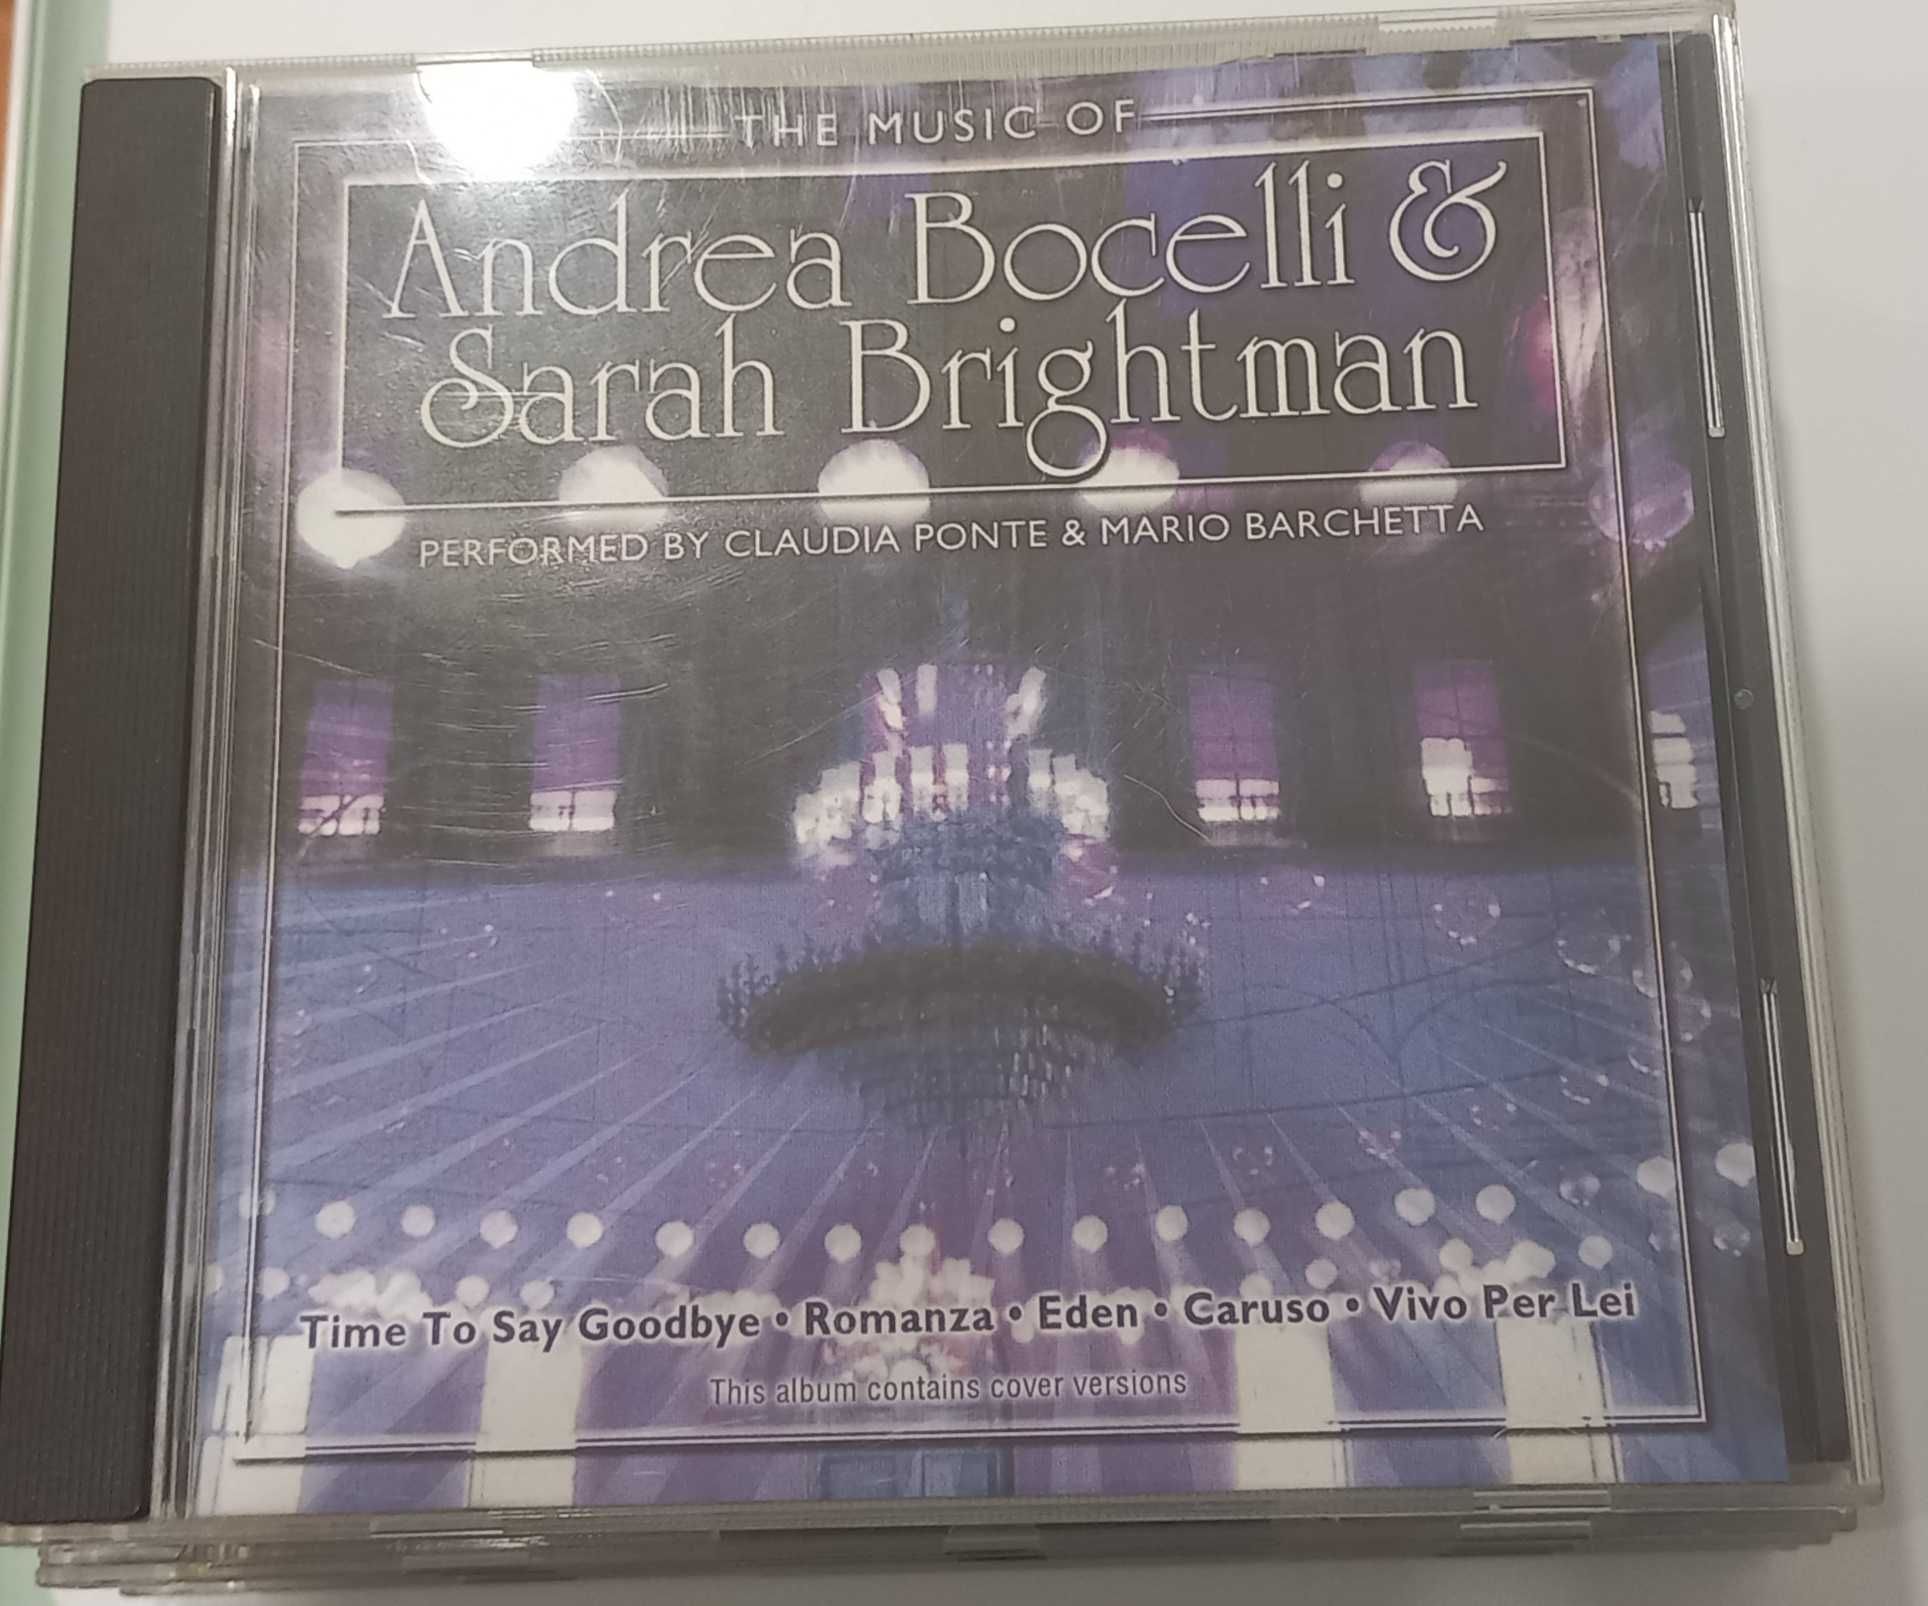 THE MUSIC OF
Andrea Bocelli &
Sarah Brightman
PERFORMED BY CLAUDIA PONTE & MARIO BARCHETTA
Time To Say Goodbye • Romanza • Eden • Caruso • Vivo Per Lei
This album contains cover versions